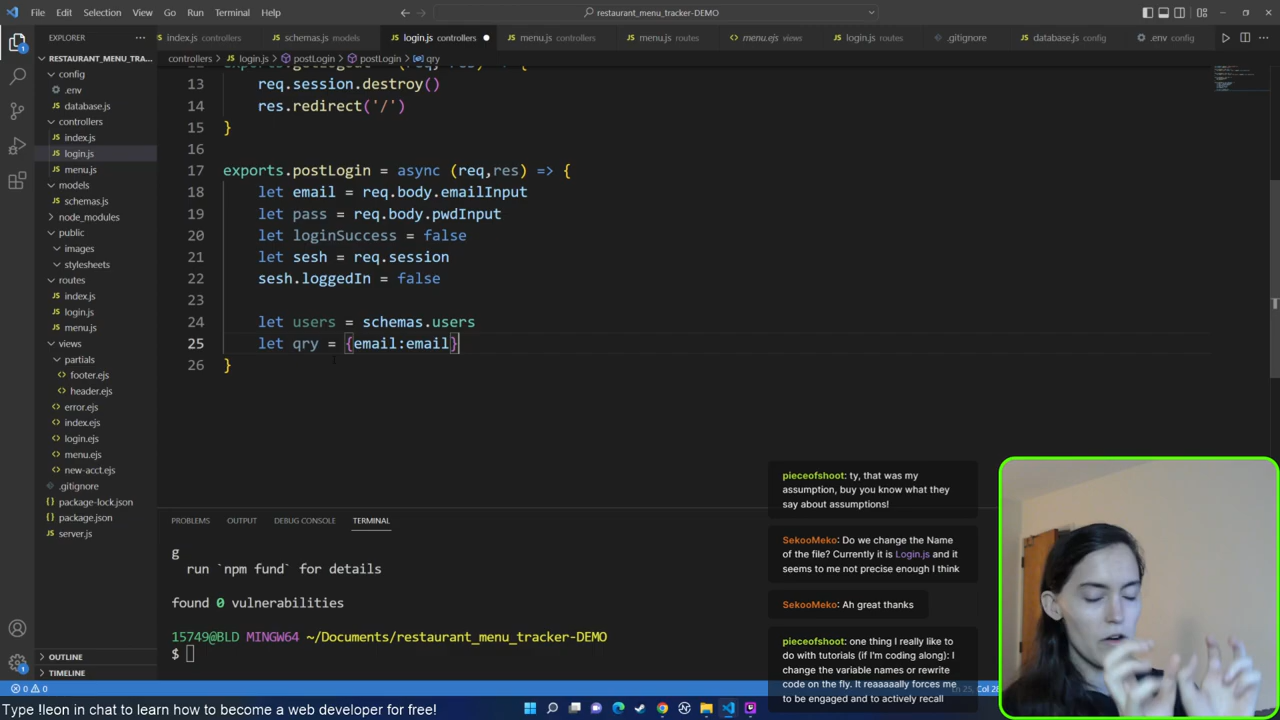 File Edit Selection View Go Run Terminal Help
restaurant_menu_tracker-DEMO
EXPLORER
index.js controllers
schemas.js models
login.js controllers
menu.js controllers
menu.js routes
menu.ejs views
login.js routes
.gitignore
database.js config
.env config
controllers > login.js > postLogin > postLogin > qry
RESTAURANT_MENU_TRA...
config
.env
database.js
controllers
index.js
login.js
menu.js
models
schemas.js
node_modules
public
images
stylesheets
routes
index.js
login.js
menu.js
views
partials
footer.ejs
header.ejs
error.ejs
index.ejs
login.ejs
menu.ejs
new-acct.ejs
.gitignore
package-lock.json
package.json
server.js
OUTLINE
TIMELINE
13 req.session.destroy()
14 res.redirect('/')
15 }
16
17 exports.postLogin = async (req,res) => {
18 let email = req.body.emailInput
19 let pass = req.body.pwdInput
20 let loginSuccess = false
21 let sesh = req.session
22 sesh.loggedIn = false
23
24 let users = schemas.users
25 let qry = {email:email}
26 }
PROBLEMS OUTPUT DEBUG CONSOLE TERMINAL
g
run `npm fund` for details
found 0 vulnerabilities
15749@BLD MINGW64 ~/Documents/restaurant_menu_tracker-DEMO
$
pieceofshoot: ty, that was my
assumption, buy you know what they
say about assumptions!
SekooMeko: Do we change the Name
of the file? Currently it is Login.js and it
seems to me not precise enough I think
SekooMeko: Ah great thanks
pieceofshoot: one thing I really like to
do with tutorials (if I'm coding along): I
change the variable names or rewrite
code on the fly. It reaaaaally forces me
to be engaged and to actively recall
0 0
Ln 25, Col 28
Type !leon in chat to learn how to become a web developer for free!